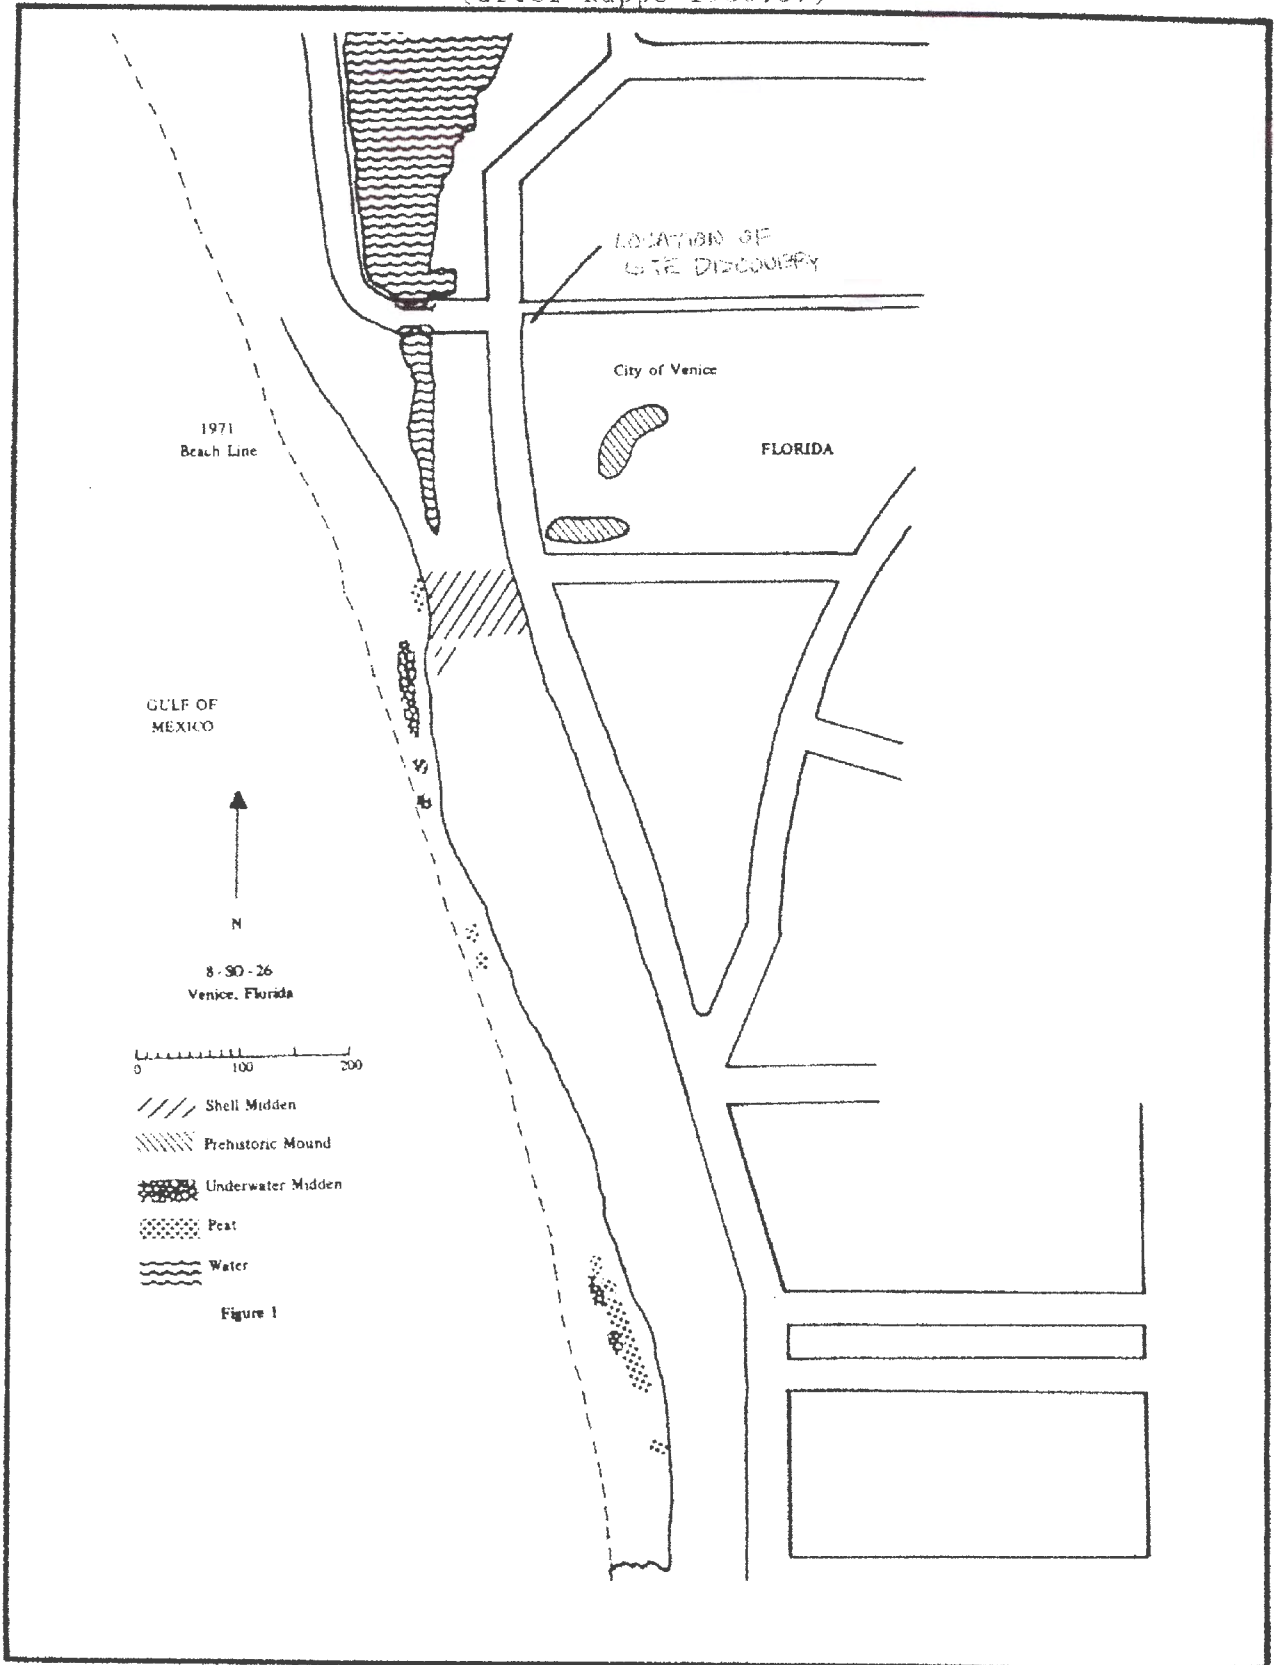 LOCATION OF
SITE DISCOVERY
City of Venice
1971
Beach Line
FLORIDA
GULF OF
MEXICO
N
8-SO-26
Venice, Florida
0 100 200
Shell Midden
Prehistoric Mound
Underwater Midden
Peat
Water
Figure 1